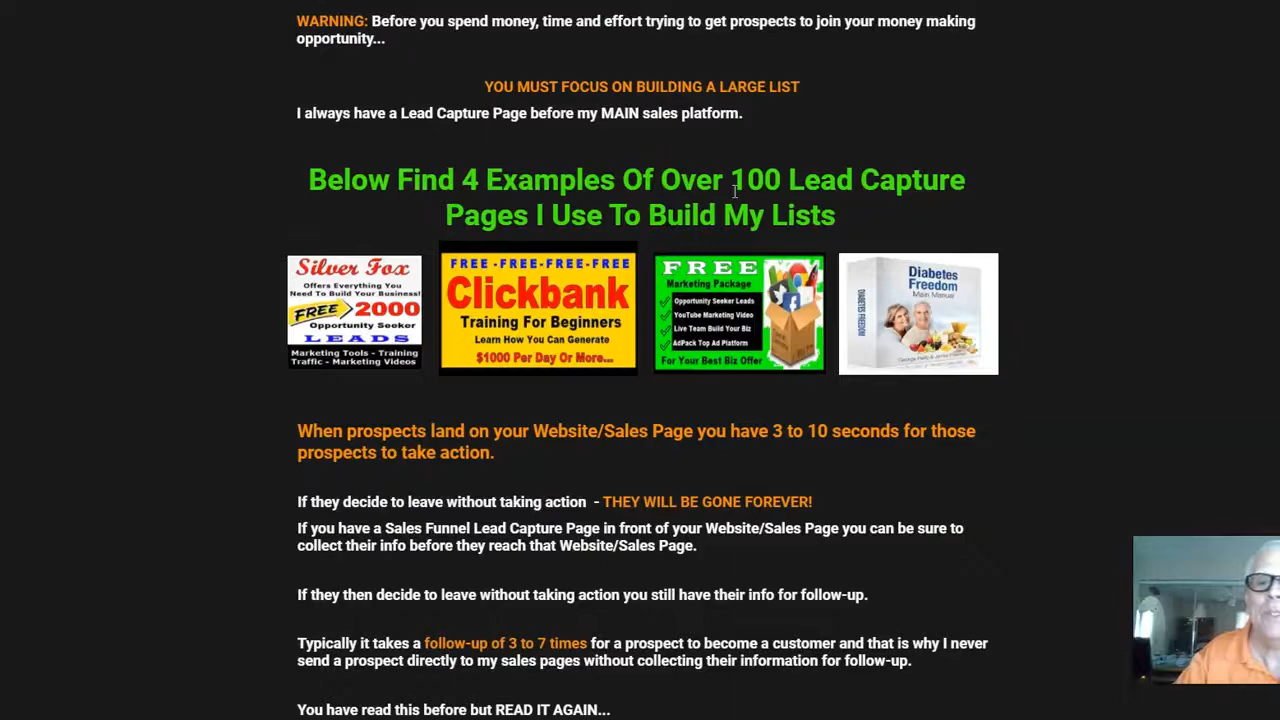 WARNING: Before you spend money, time and effort trying to get prospects to join your money making
opportunity...
YOU MUST FOCUS ON BUILDING A LARGE LIST
I always have a Lead Capture Page before my MAIN sales platform.
Below Find 4 Examples Of Over 100 Lead Capture
Pages I Use To Build My Lists
Silver Fox
Offers Everything You
Need To Build Your Business!
FREE 2000
Opportunity Seeker
LEADS
Marketing Tools - Training
Traffic - Marketing Videos
FREE -FREE-FREE-FREE
Clickbank
Training For Beginners
Learn How You Can Generate
$1000 Per Day Or More...
FREE
Marketing Package
Opportunity Seeker Leads
YouTube Marketing Video
Live Team Build Your Biz
AdPack Top Ad Platform
For Your Best Biz Offer
Diabetes
Freedom
Main Manual
DIABETES FREEDOM
When prospects land on your Website/Sales Page you have 3 to 10 seconds for those
prospects to take action.
If they decide to leave without taking action - THEY WILL BE GONE FOREVER!
If you have a Sales Funnel Lead Capture Page in front of your Website/Sales Page you can be sure to
collect their info before they reach that Website/Sales Page.
If they then decide to leave without taking action you still have their info for follow-up.
Typically it takes a follow-up of 3 to 7 times for a prospect to become a customer and that is why I never
send a prospect directly to my sales pages without collecting their information for follow-up.
You have read this before but READ IT AGAIN...